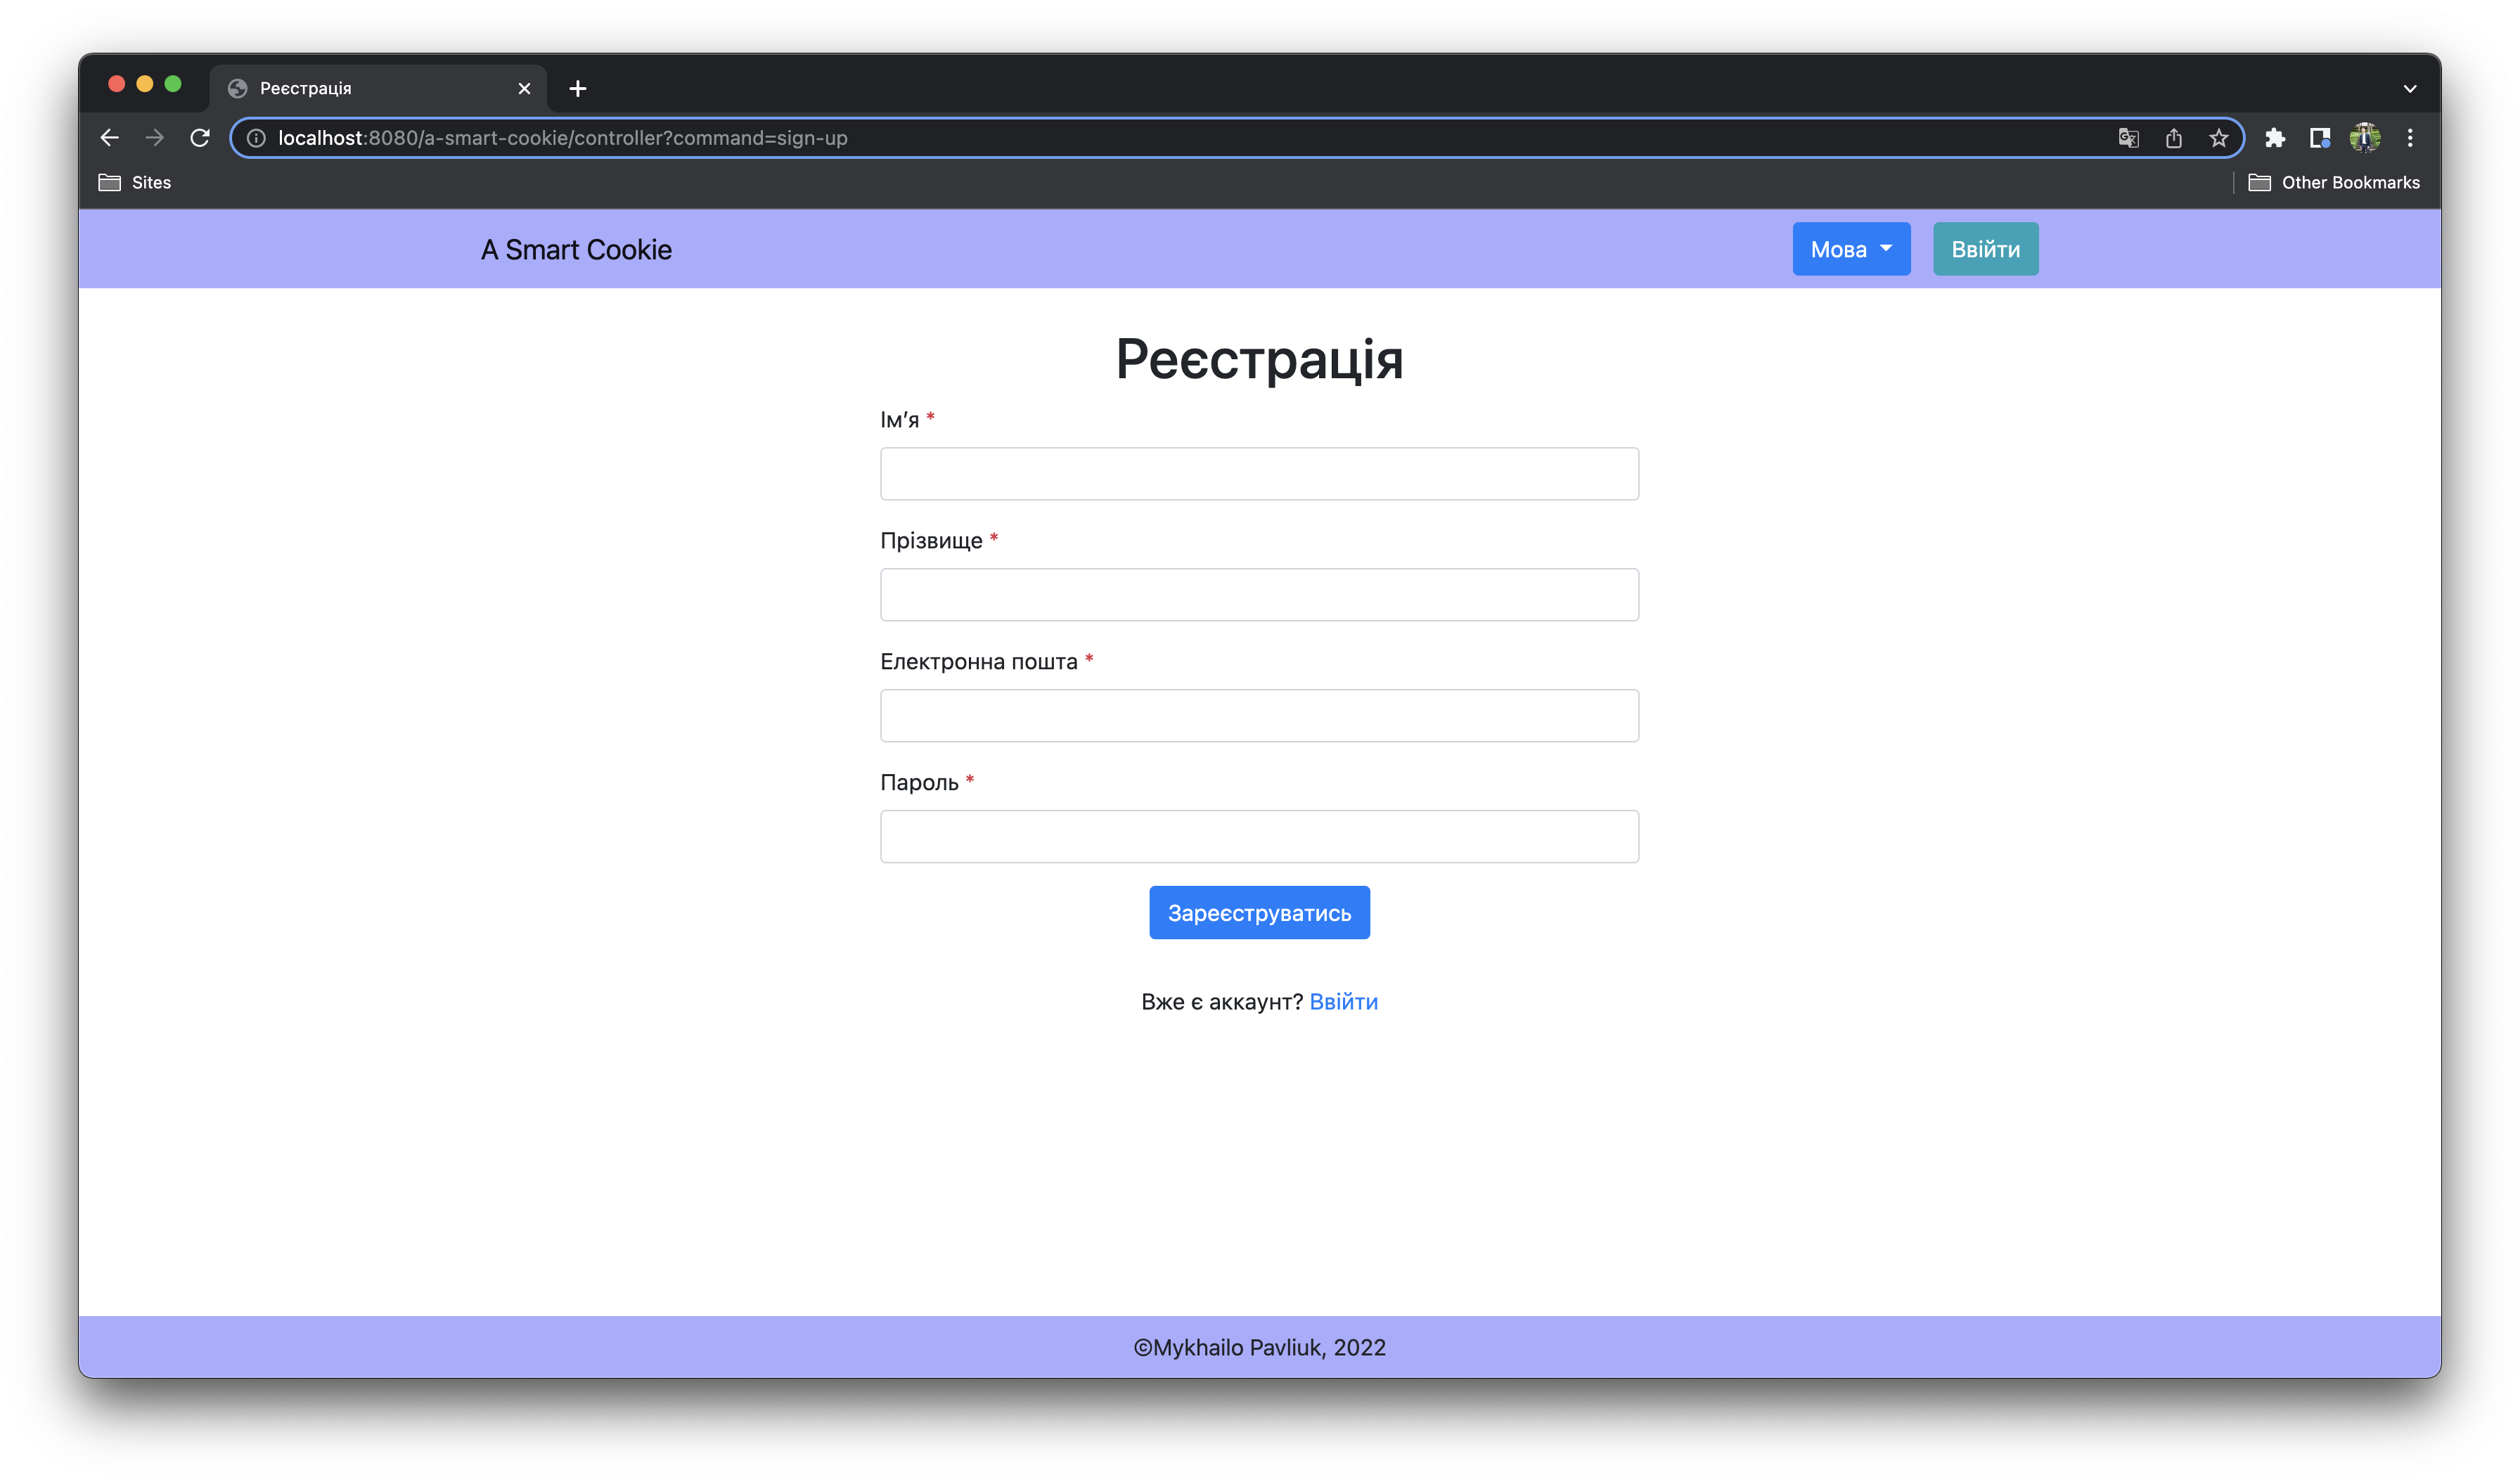 Реєстрація
localhost:8080/a-smart-cookie/controller?command=sign-up
Sites
Other Bookmarks
A Smart Cookie
Мова
Ввійти
Реєстрація
Ім’я *
Прізвище *
Електронна пошта *
Пароль *
Зареєструватись
Вже є аккаунт? Ввійти
©Mykhailo Pavliuk, 2022